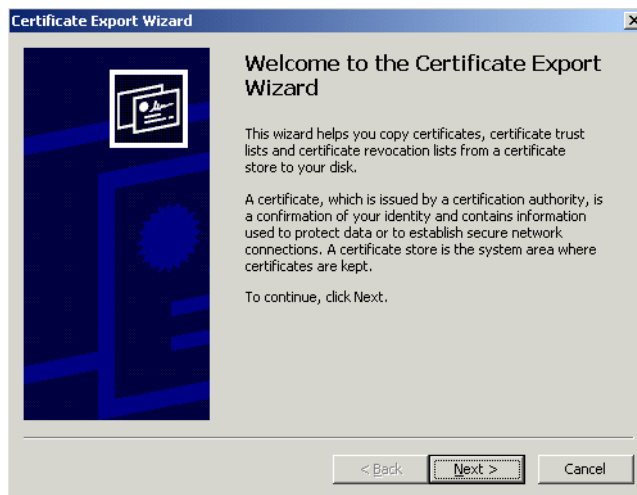 Certificate Export Wizard
Welcome to the Certificate Export
Wizard
This wizard helps you copy certificates, certificate trust
lists and certificate revocation lists from a certificate
store to your disk.
A certificate, which is issued by a certification authority, is
a confirmation of your identity and contains information
used to protect data or to establish secure network
connections. A certificate store is the system area where
certificates are kept.
To continue, click Next.
< Back
Next >
Cancel